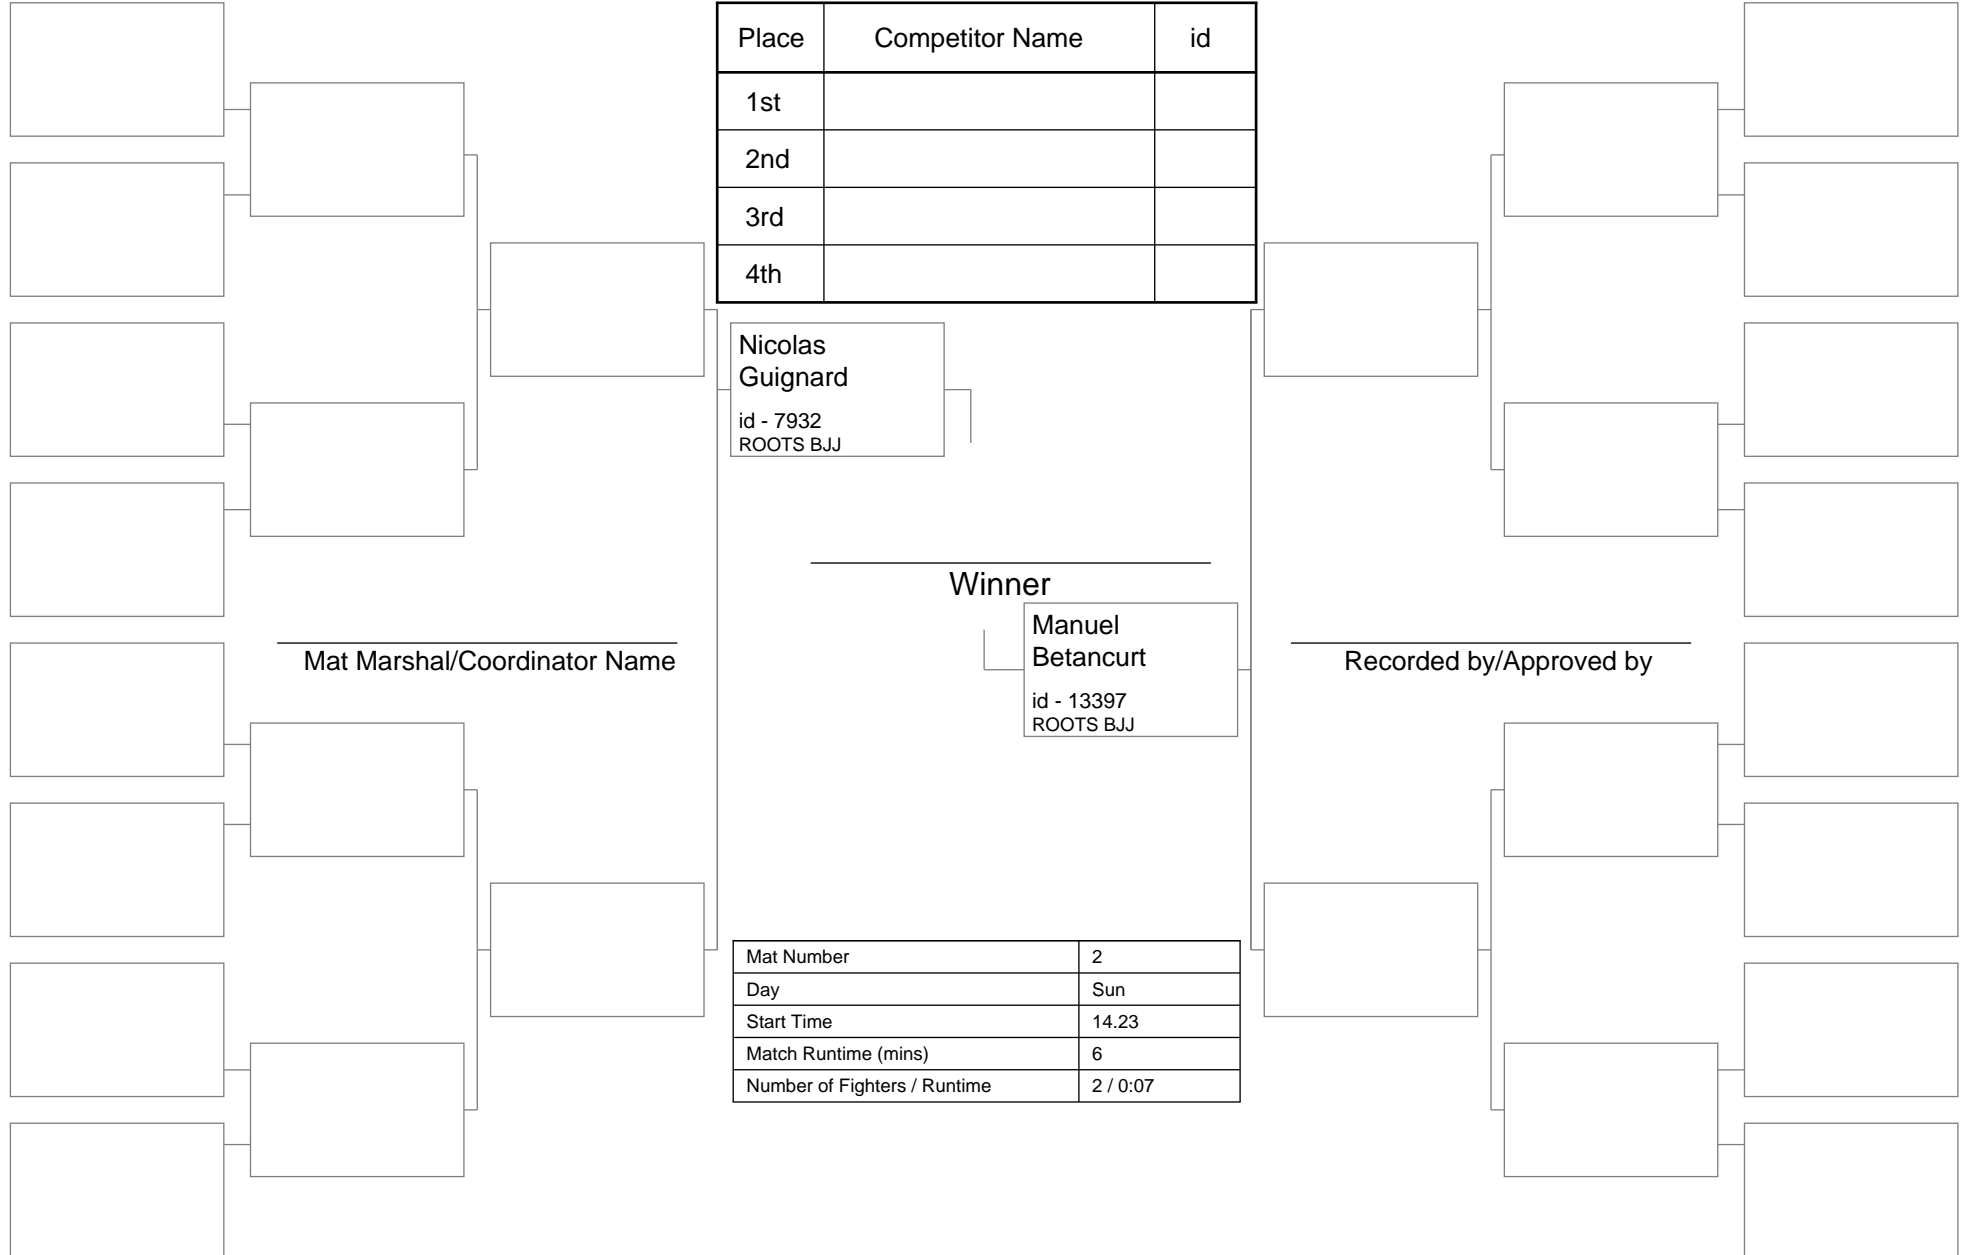 Place Competitor Name id
1st
2nd
3rd
4th
Nicolas
Guignard
id - 7932
ROOTS BJJ
Winner
Manuel
Betancurt
id - 13397
ROOTS BJJ
Mat Marshal/Coordinator Name
Recorded by/Approved by
Mat Number 2
Day Sun
Start Time 14.23
Match Runtime (mins) 6
Number of Fighters / Runtime 2 / 0:07